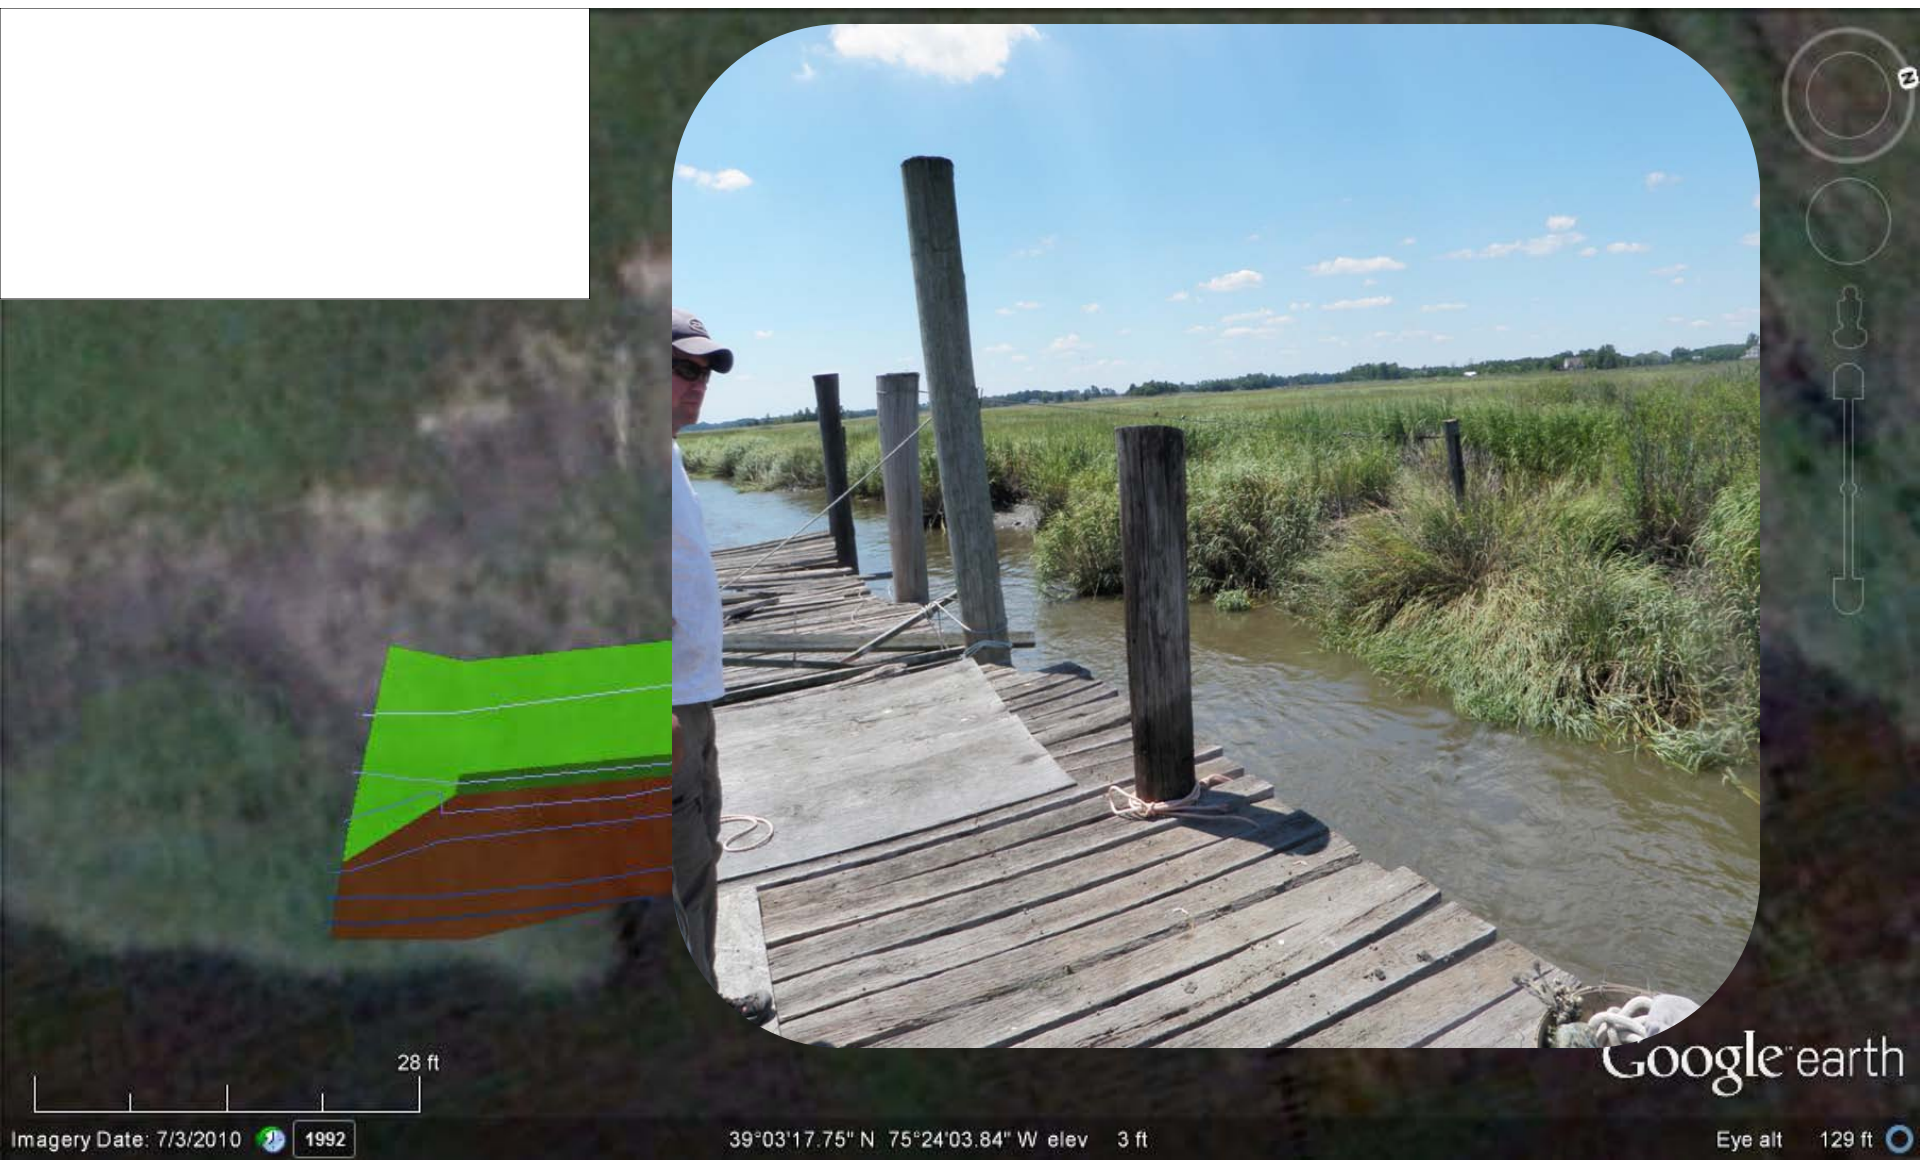 N
28 ft
Google earth
Imagery Date: 7/3/2010 1992 39°03'17.75" N 75°24'03.84" W elev 3 ft Eye alt 129 ft